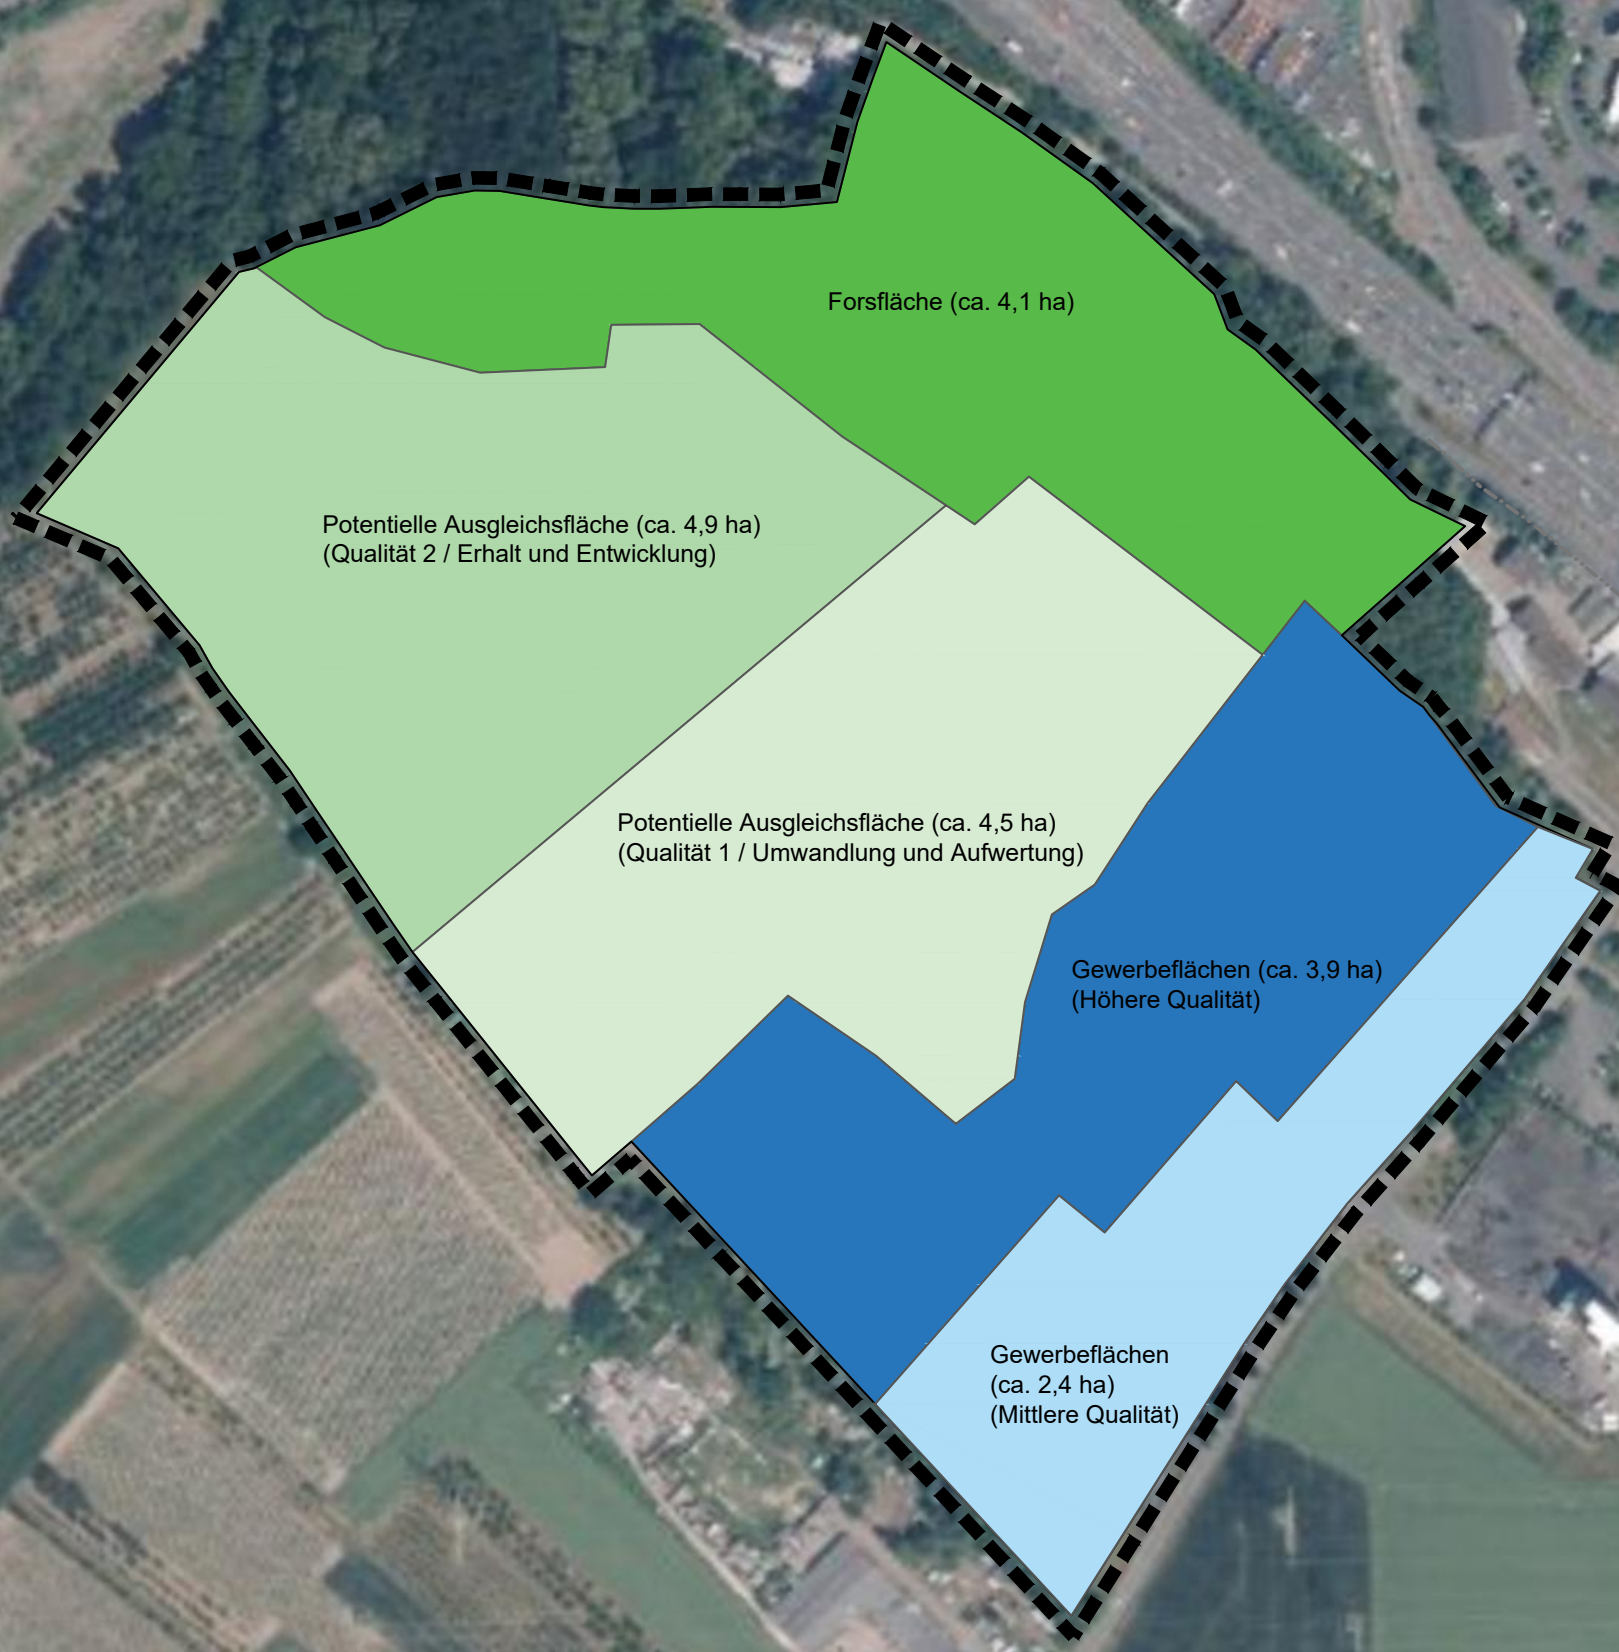 Forsfläche (ca. 4,1 ha)
Potentielle Ausgleichsfläche (ca. 4,9 ha)
(Qualität 2 / Erhalt und Entwicklung)
Potentielle Ausgleichsfläche (ca. 4,5 ha)
(Qualität 1 / Umwandlung und Aufwertung)
Gewerbeflächen (ca. 3,9 ha)
(Höhere Qualität)
Gewerbeflächen
(ca. 2,4 ha)
(Mittlere Qualität)